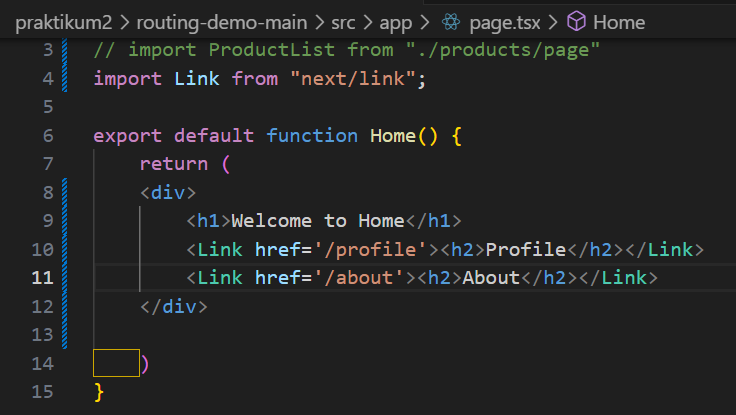 praktikum2 > routing-demo-main > src > app > page.tsx > Home
3 // import ProductList from "./products/page"
4 import Link from "next/link";
5
6 export default function Home() {
7     return (
8     <div>
9         <h1>Welcome to Home</h1>
10         <Link href='/profile'><h2>Profile</h2></Link>
11         <Link href='/about'><h2>About</h2></Link>
12     </div>
13
14     )
15 }